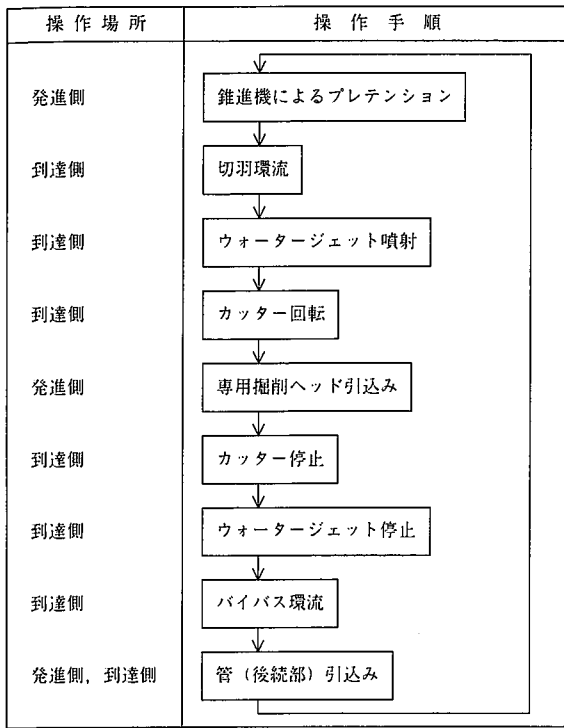 操作場所 操作手順
発進側 錐進機によるプレテンション
到達側 切羽環流
到達側 ウォータージェット噴射
到達側 カッター回転
発進側 専用掘削ヘッド引込み
到達側 カッター停止
到達側 ウォータージェット停止
到達側 バイパス環流
発進側，到達側 管（後続部）引込み